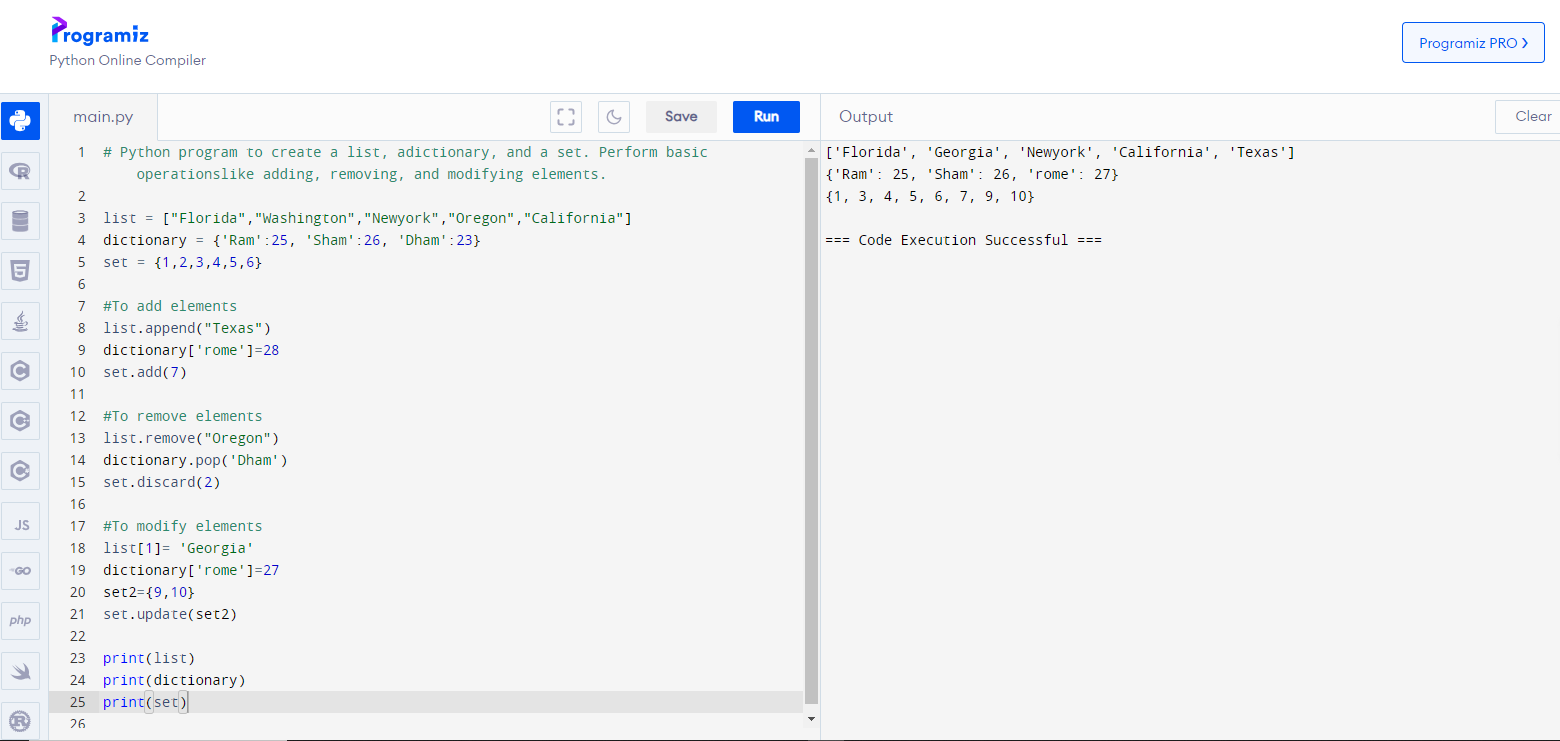 Programiz
Python Online Compiler
Programiz PRO ❯
main.py
Save
Run
Output
Clear
1 # Python program to create a list, adictionary, and a set. Perform basic
operationslike adding, removing, and modifying elements.
2
3 list = ["Florida","Washington","Newyork","Oregon","California"]
4 dictionary = {'Ram':25, 'Sham':26, 'Dham':23}
5 set = {1,2,3,4,5,6}
6
7 #To add elements
8 list.append("Texas")
9 dictionary['rome']=28
10 set.add(7)
11
12 #To remove elements
13 list.remove("Oregon")
14 dictionary.pop('Dham')
15 set.discard(2)
16
17 #To modify elements
18 list[1]= 'Georgia'
19 dictionary['rome']=27
20 set2={9,10}
21 set.update(set2)
22
23 print(list)
24 print(dictionary)
25 print(set)
26
['Florida', 'Georgia', 'Newyork', 'California', 'Texas']
{'Ram': 25, 'Sham': 26, 'rome': 27}
{1, 3, 4, 5, 6, 7, 9, 10}
=== Code Execution Successful ===
R
5
C
C
C
JS
GO
php
R